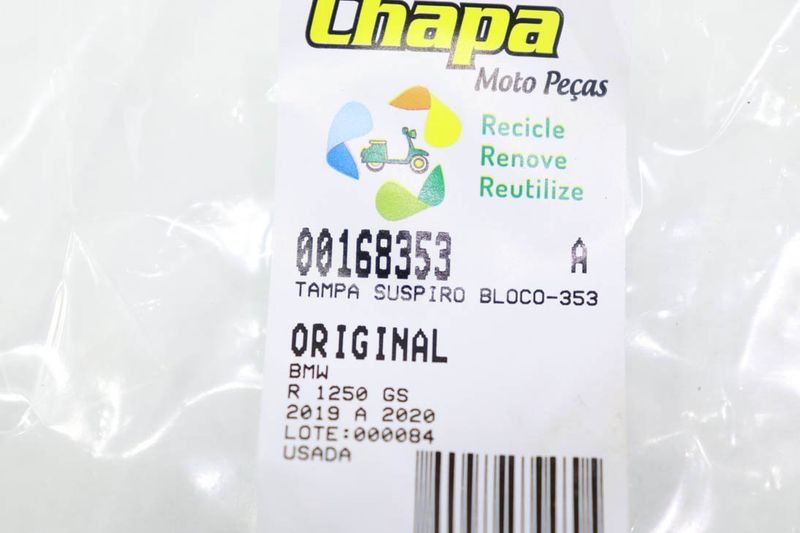 Chapa
Moto Peças
Recicle
Renove
Reutilize
00168353 A
TAMPA SUSPIRO BLOCO-353
ORIGINAL
BMW
R 1250 GS
2019 A 2020
LOTE:000084
USADA